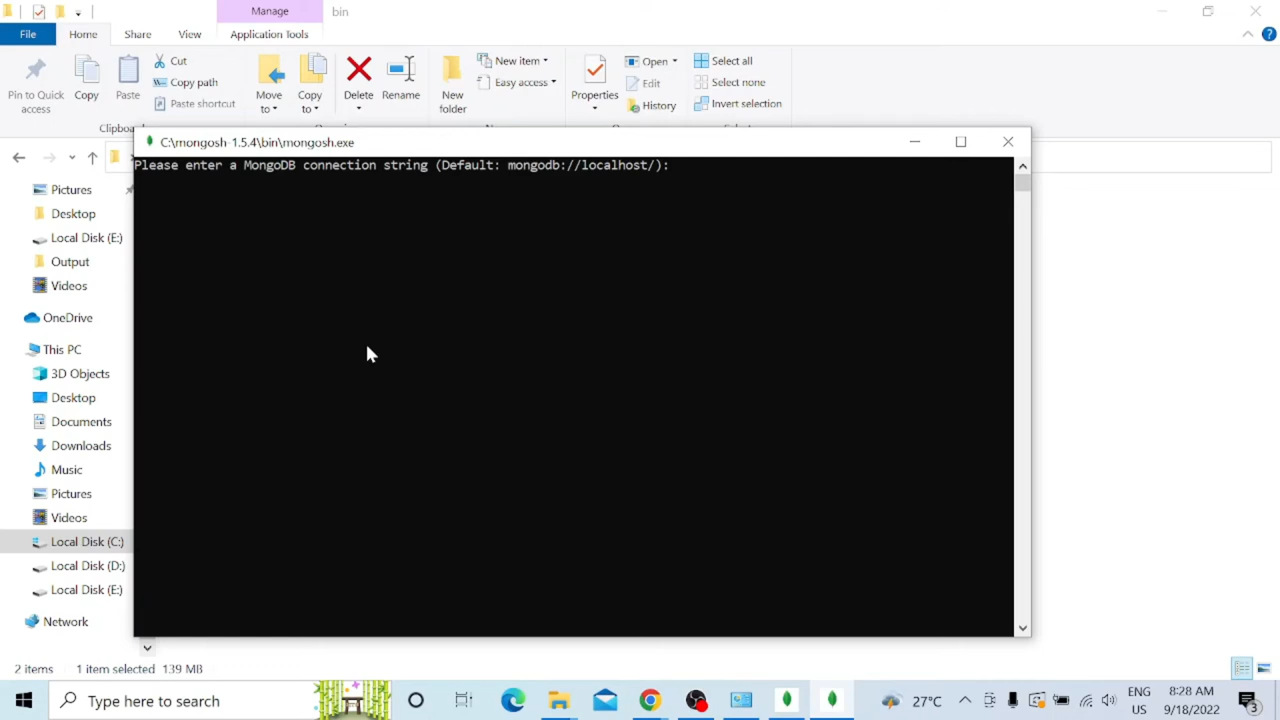 Manage
bin
File
Home
Share
View
Application Tools
Pin to Quick
access
Copy
Paste
Cut
Copy path
Paste shortcut
Move
to
Copy
to
Delete
Rename
New
folder
New item
Easy access
Properties
Open
Edit
History
Select all
Select none
Invert selection
C:\mongosh-1.5.4\bin\mongosh.exe
Please enter a MongoDB connection string (Default: mongodb://localhost/):
Pictures
Desktop
Local Disk (E:)
Output
Videos
OneDrive
This PC
3D Objects
Desktop
Documents
Downloads
Music
Pictures
Videos
Local Disk (C:)
Local Disk (D:)
Local Disk (E:)
Network
2 items 1 item selected 139 MB
Type here to search
27°C
ENG
US
8:28 AM
9/18/2022
3